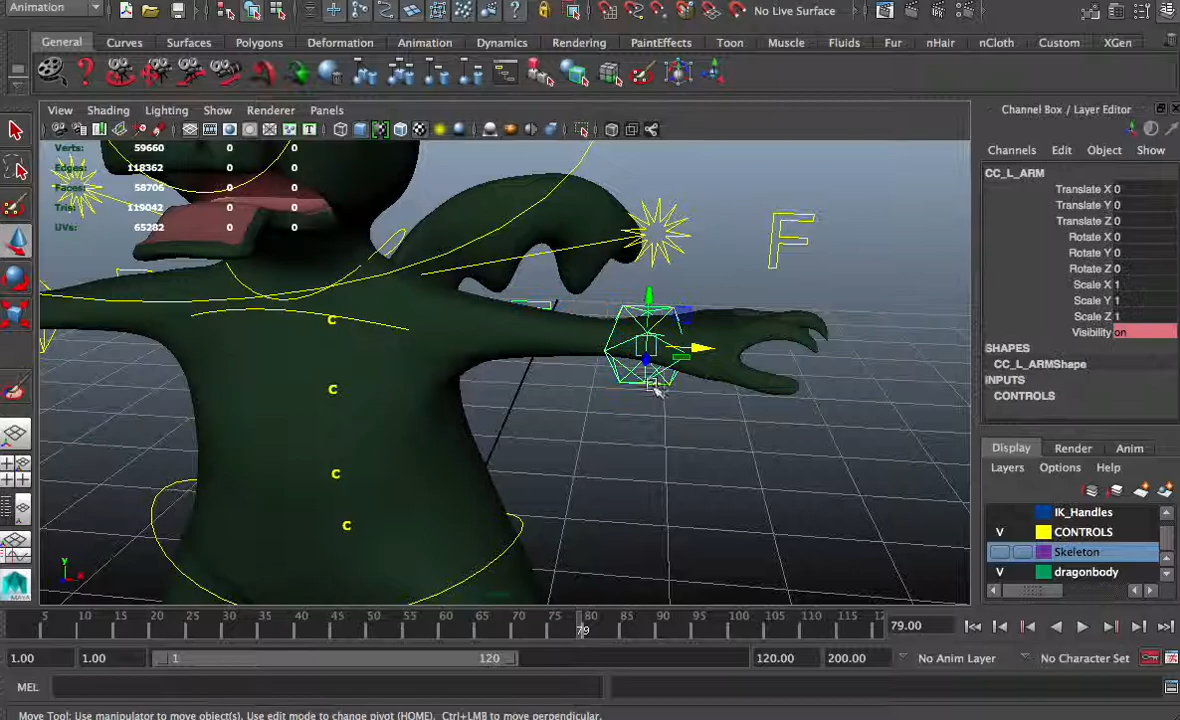 Animation
No Live Surface
General Curves Surfaces Polygons Deformation Animation Dynamics Rendering PaintEffects Toon Muscle Fluids Fur nHair nCloth Custom XGen
View Shading Lighting Show Renderer Panels
Channel Box / Layer Editor
Channels Edit Object Show
Verts: 59660 0 0
Edges: 118362 0 0
Faces: 58706 0 0
Tris: 119042 0 0
UVs: 65282 0 0
CC_L_ARM
Translate X 0
Translate Y 0
Translate Z 0
Rotate X 0
Rotate Y 0
Rotate Z 0
Scale X 1
Scale Y 1
Scale Z 1
Visibility on
SHAPES
CC_L_ARMShape
INPUTS
CONTROLS
F
C
C
C
C
Display Render Anim
Layers Options Help
IK_Handles
V CONTROLS
Skeleton
V dragonbody
y
x
5 10 15 20 25 30 35 40 45 50 55 60 65 70 75 80 85 90 95 100 105 110 115 12
79
79.00
1.00 1.00 1 120 120.00 200.00 No Anim Layer No Character Set
MEL
Move Tool: Use manipulator to move object(s). Use edit mode to change pivot (HOME). Ctrl+LMB to move perpendicular.